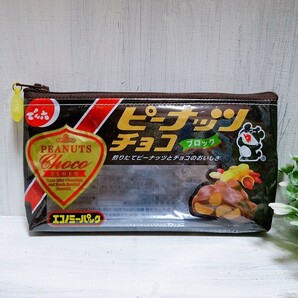 でん六
ピーナッツ
チョコ
ブロック
煎りたてピーナッツとチョコのおいしさ
PEANUTS
Choco
BLOCK
エコノミーパック